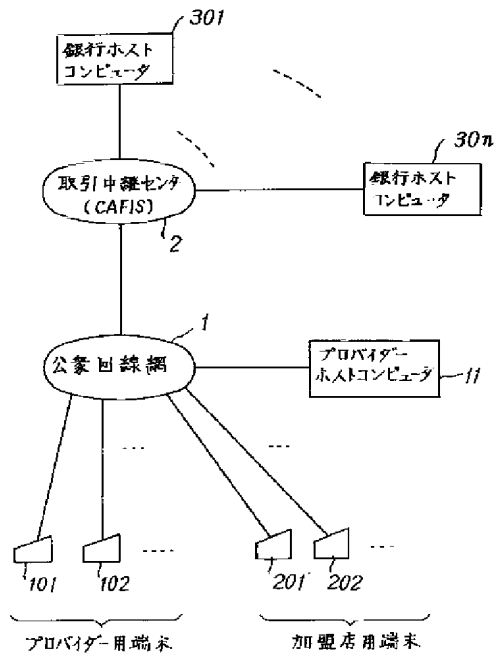 301
銀行ホスト
コンピュータ
30n
取引中継センタ
(CAFIS)
2
銀行ホスト
コンピュータ
1
公衆回線網
プロバイダー
ホストコンピュータ
11
101
102
201
202
プロバイダー用端末
加盟店用端末